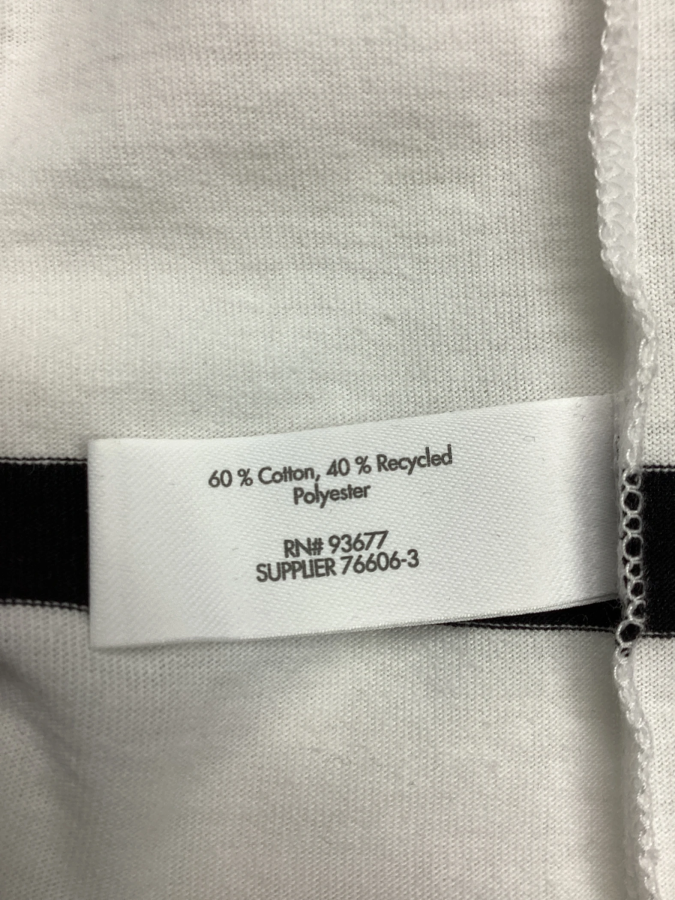 60 % Cotton, 40 % Recycled
Polyester
RN# 93677
SUPPLIER 76606-3